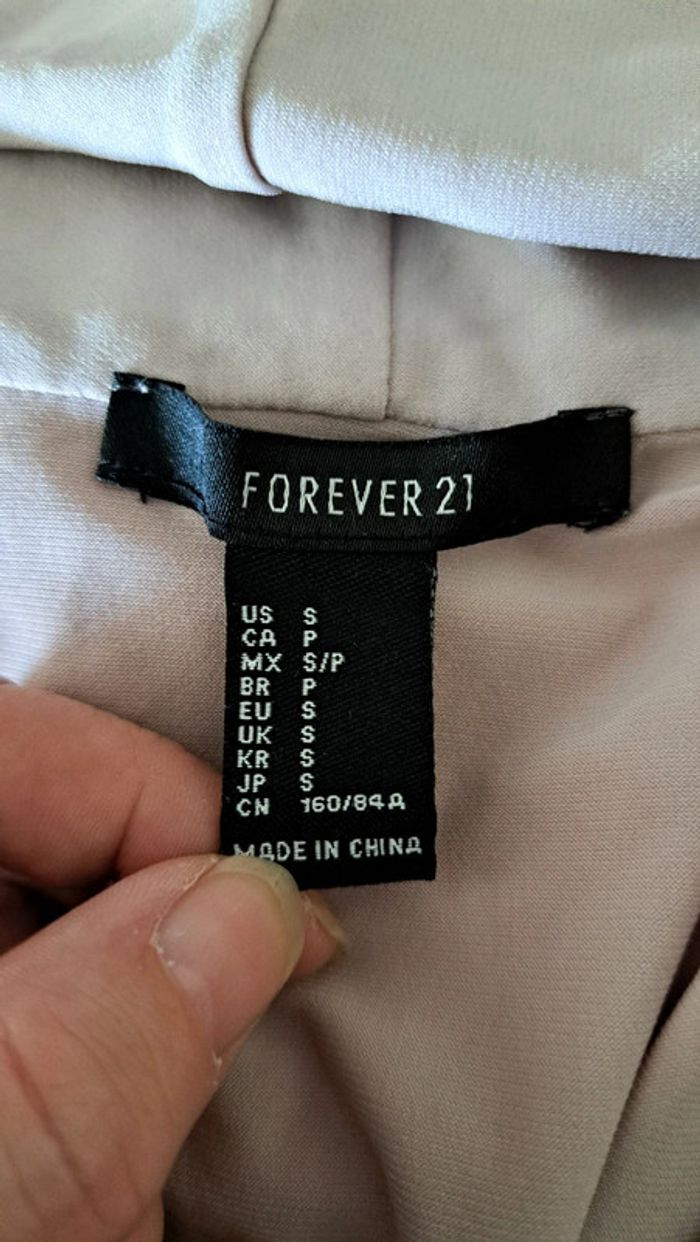 FOREVER 21
US S
CA P
MX S/P
BR P
EU S
UK S
KR S
JP S
CN 160/84A
MADE IN CHINA